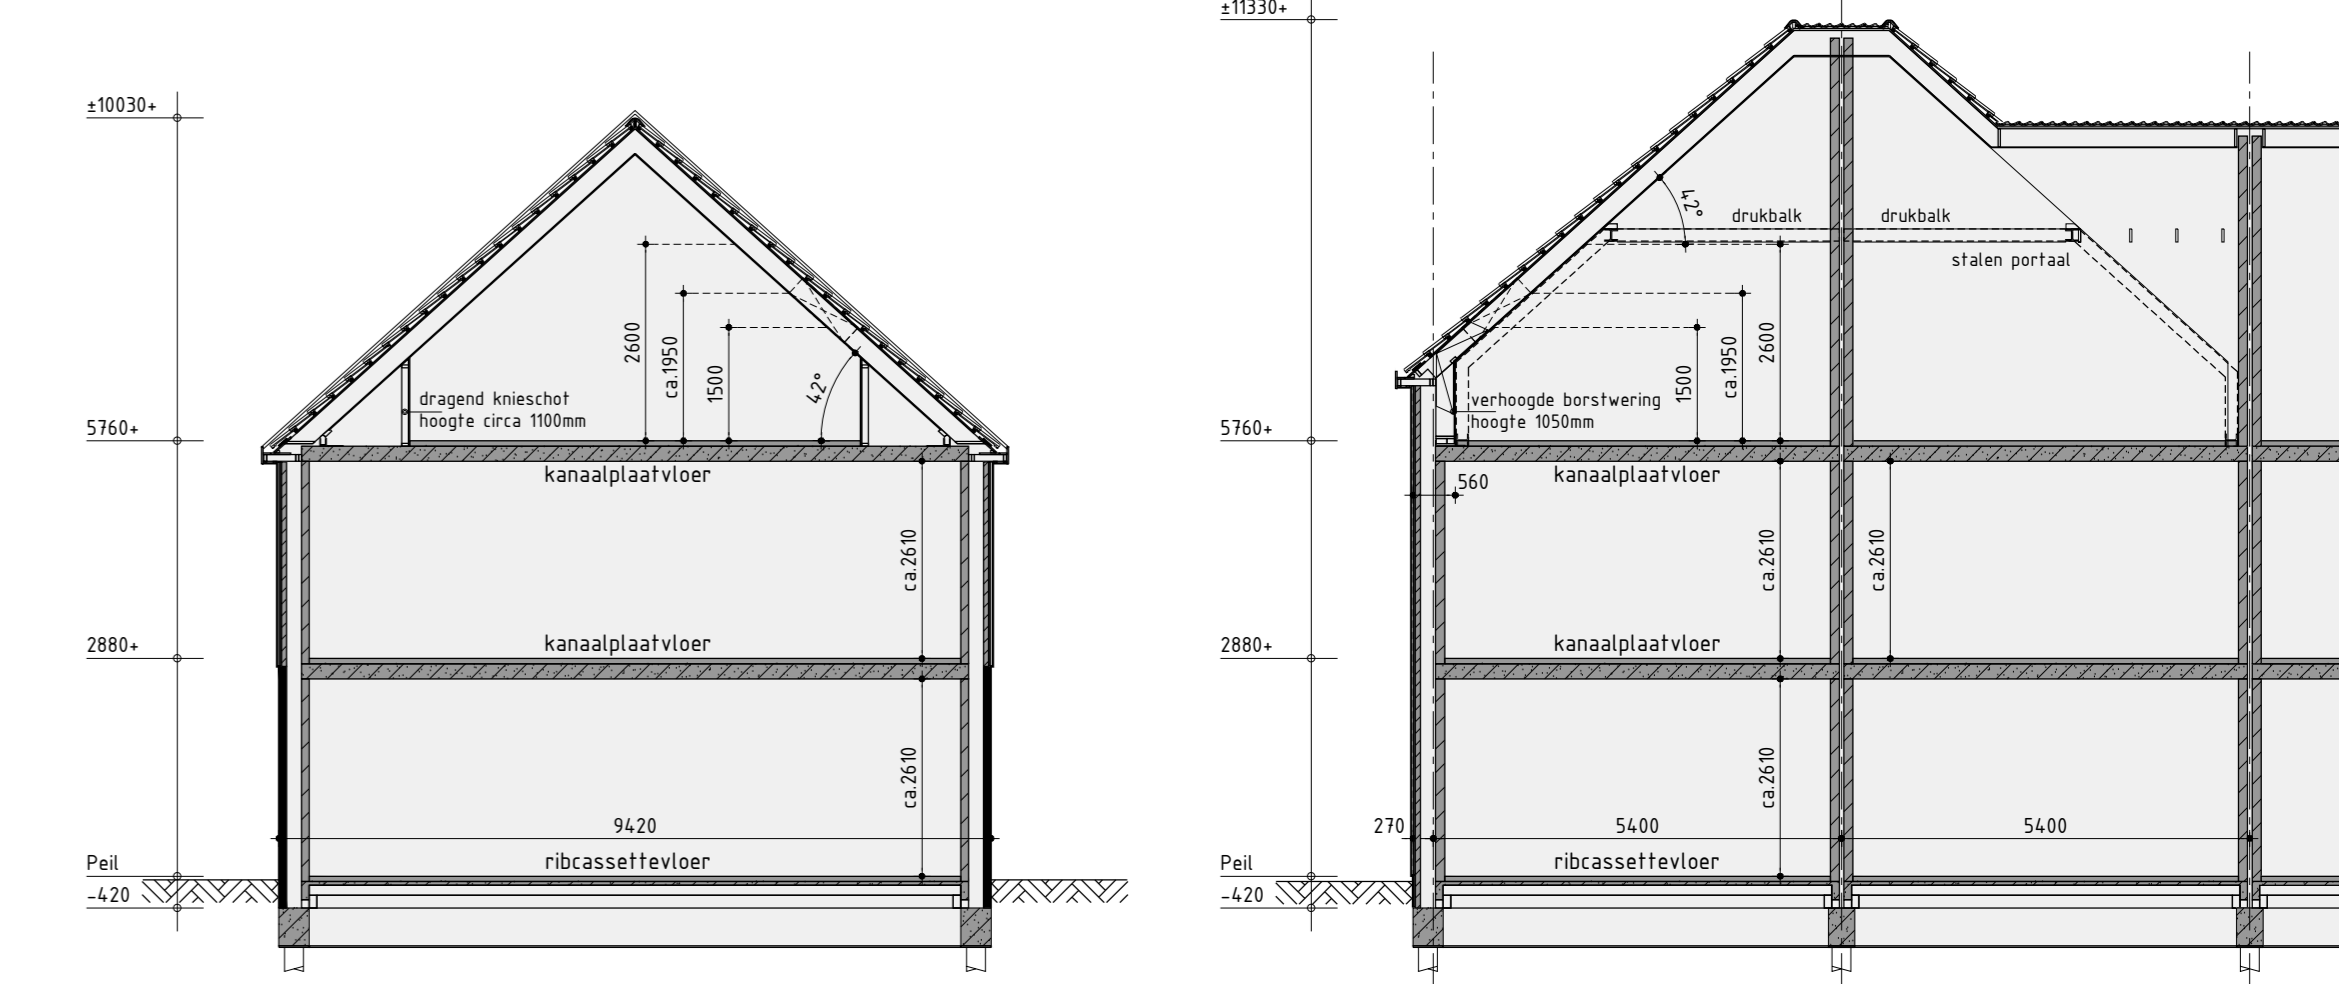 ±10030+
5760+
2880+
Peil
-420
2600
ca.1950
1500
42°
dragend knieschot
hoogte circa 1100mm
kanaalplaatvloer
ca.2610
kanaalplaatvloer
ca.2610
9420
ribcassettevloer
±11330+
5760+
2880+
Peil
-420
42°
drukbalk
drukbalk
stalen portaal
1500
ca.1950
2600
verhoogde borstwering
hoogte 1050mm
kanaalplaatvloer
560
ca.2610
ca.2610
kanaalplaatvloer
ca.2610
270
5400
5400
ribcassettevloer